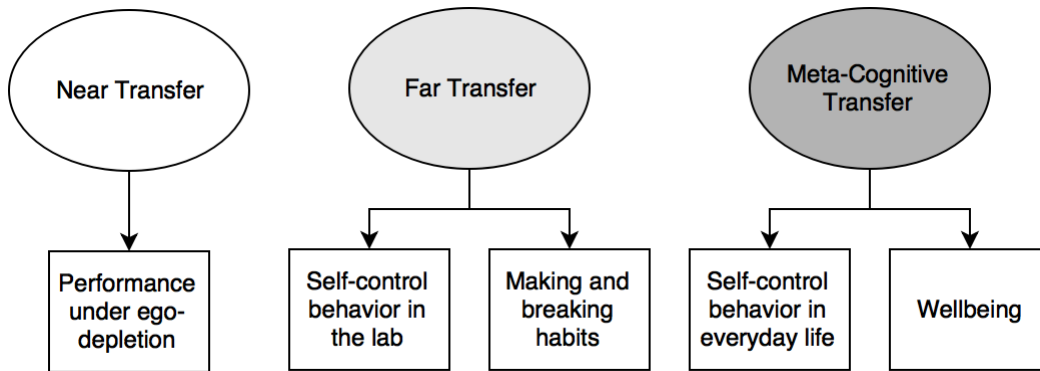 Near Transfer
Far Transfer
Meta-Cognitive
Transfer
Performance
under ego-
depletion
Self-control
behavior in
the lab
Making and
breaking
habits
Self-control
behavior in
everyday life
Wellbeing